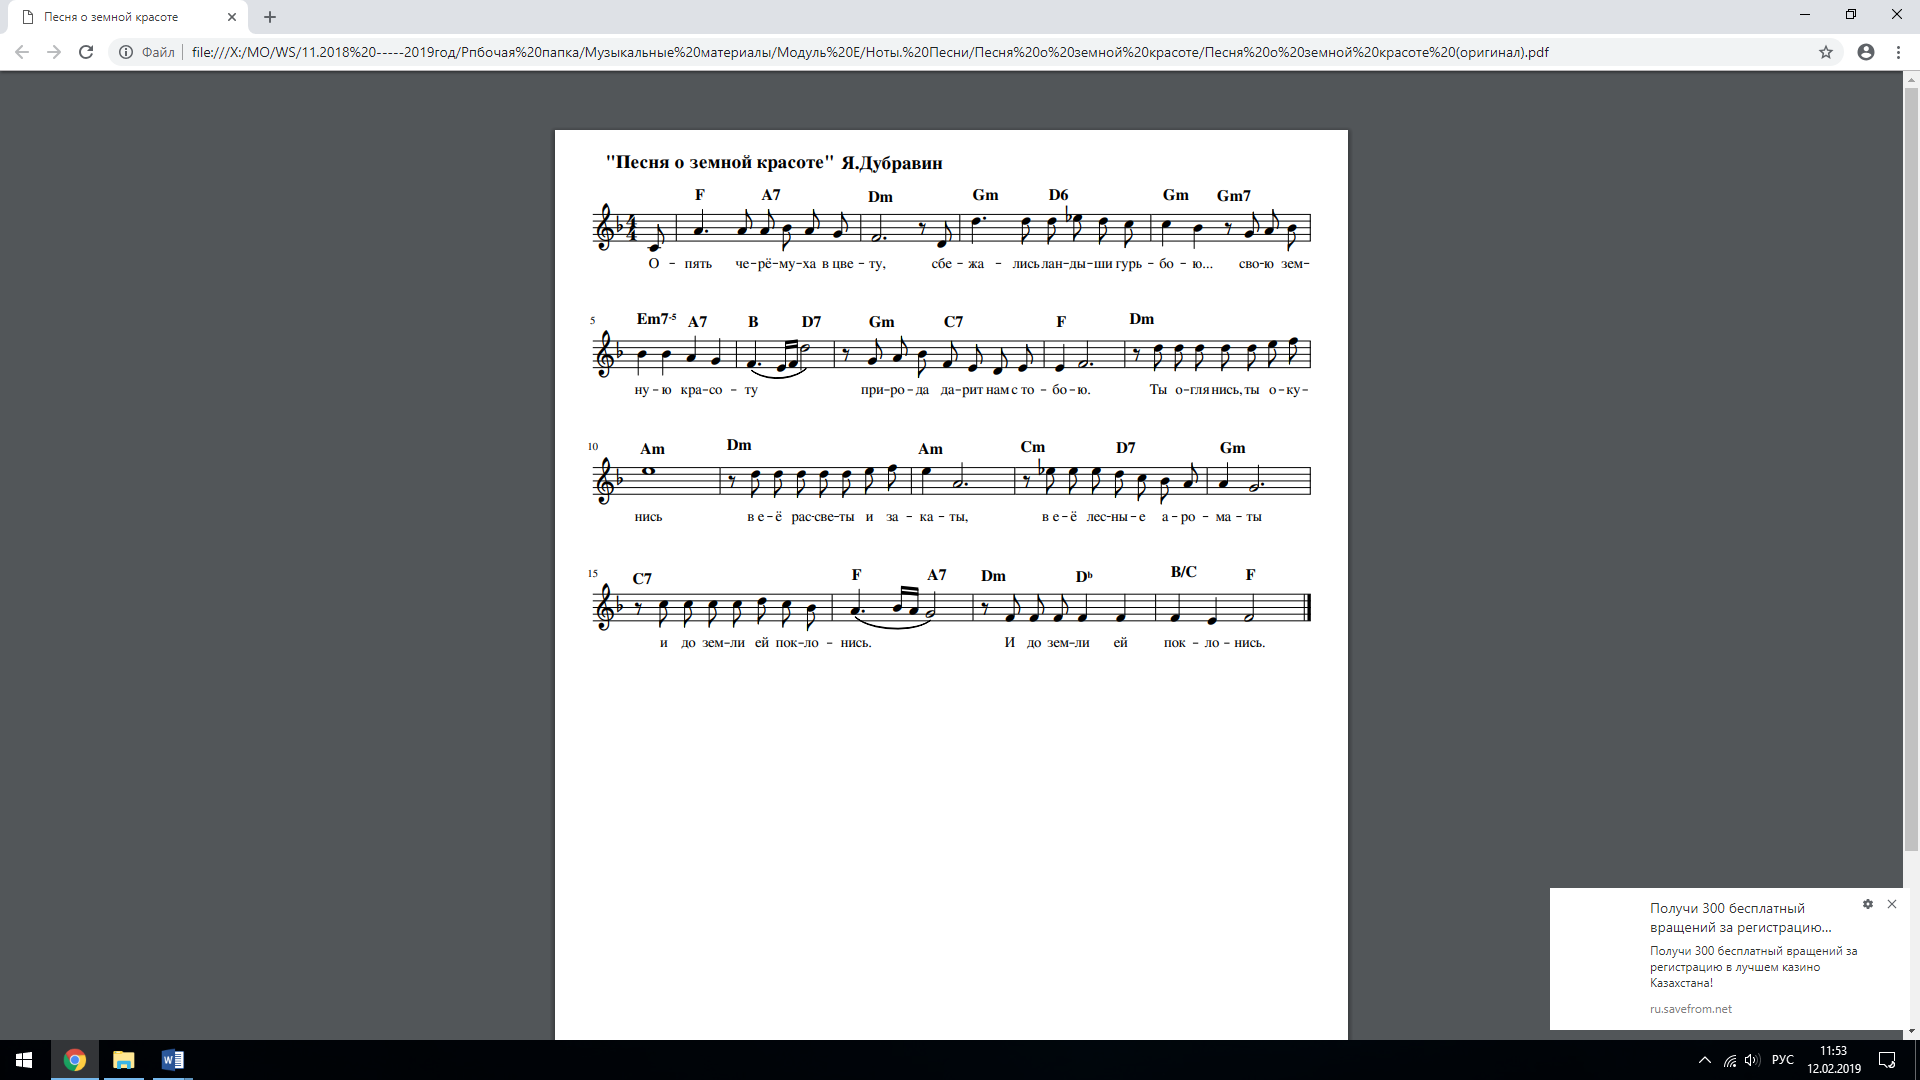 Песня о земной красоте
Файл file:///X:/МО/WS/11.2018%20-----2019год/Рпбочая%20папка/Музыкальные%20материалы/Модуль%20Е/Ноты.%20Песни/Песня%20о%20земной%20красоте/Песня%20о%20земной%20красоте%20(оригинал).pdf
"Песня о земной красоте" Я.Дубравин
F A7 Dm Gm D6 Gm Gm7
4
4
О – пять че–рё–му–ха в цве – ту, сбе – жа – лись лан–ды–ши гурь – бо – ю... сво–ю зем–
5 Em7-5 A7 B D7 Gm C7 F Dm
ну – ю кра–со – ту при–ро–да да–рит нам с то – бо–ю. Ты о–гля нись, ты о–ку–
10 Am Dm Am Cm D7 Gm
нись в е–ё рас-све–ты и за – ка – ты, в е–ё лес–ны–е а–ро – ма – ты
15 C7 F A7 Dm Db B/C F
и до зем–ли ей пок–ло – нись. И до зем–ли ей пок – ло – нись.
Получи 300 бесплатный
вращений за регистрацию...
Получи 300 бесплатный вращений за
регистрацию в лучшем казино
Казахстана!
ru.savefrom.net
РУС 11:53
12.02.2019